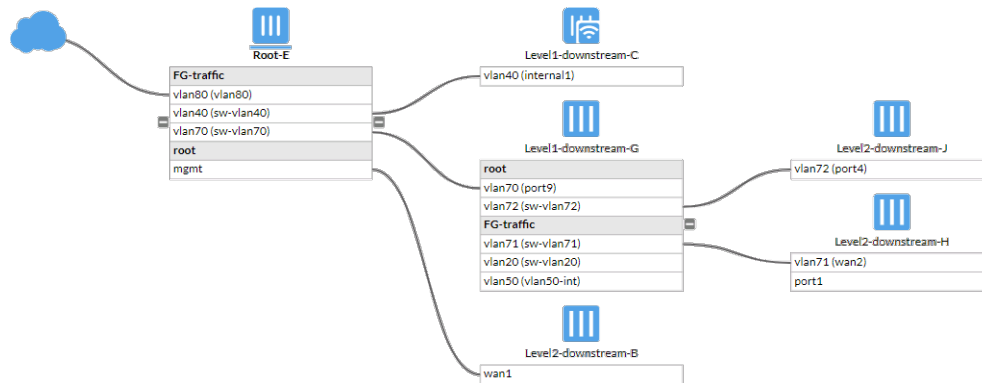 Root-E
FG-traffic
vlan80 (vlan80)
vlan40 (sw-vlan40)
vlan70 (sw-vlan70)
root
mgmt
Level1-downstream-C
vlan40 (internal1)
Level1-downstream-G
root
vlan70 (port9)
vlan72 (sw-vlan72)
FG-traffic
vlan71 (sw-vlan71)
vlan20 (sw-vlan20)
vlan50 (vlan50-int)
Level2-downstream-J
vlan72 (port4)
Level2-downstream-H
vlan71 (wan2)
port1
Level2-downstream-B
wan1